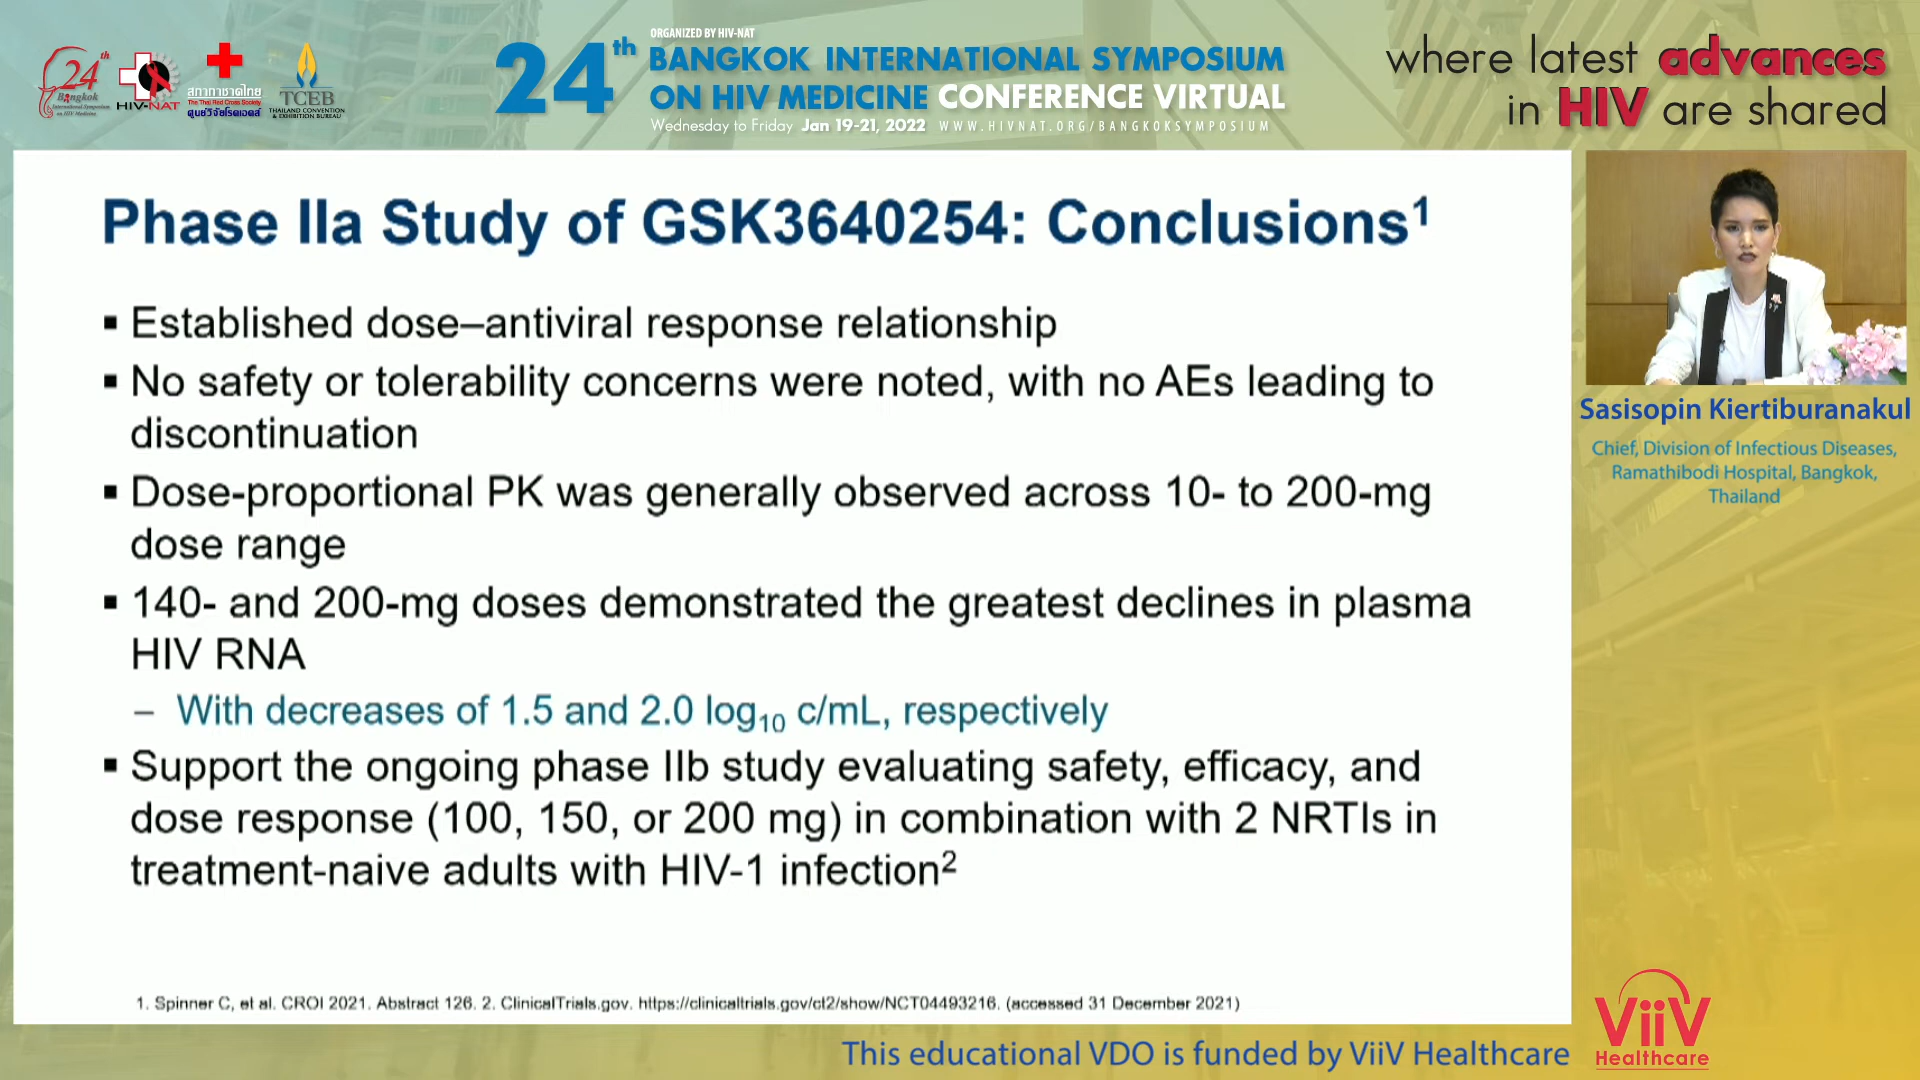 24th
Bangkok
International Symposium
on HIV Medicine
HIV-NAT
สภากาชาดไทย
The Thai Red Cross Society
ศูนย์วิจัยโรคเอดส์
TCEB
THAILAND CONVENTION
& EXHIBITION BUREAU
ORGANIZED BY HIV-NAT
24th BANGKOK INTERNATIONAL SYMPOSIUM
ON HIV MEDICINE CONFERENCE VIRTUAL
Wednesday to Friday Jan 19-21, 2022 WWW.HIVNAT.ORG/BANGKOKSYMPOSIUM
where latest advances
in HIV are shared
Phase IIa Study of GSK3640254: Conclusions1
▪ Established dose–antiviral response relationship
▪ No safety or tolerability concerns were noted, with no AEs leading to
discontinuation
▪ Dose-proportional PK was generally observed across 10- to 200-mg
dose range
▪ 140- and 200-mg doses demonstrated the greatest declines in plasma
HIV RNA
– With decreases of 1.5 and 2.0 log10 c/mL, respectively
▪ Support the ongoing phase IIb study evaluating safety, efficacy, and
dose response (100, 150, or 200 mg) in combination with 2 NRTIs in
treatment-naive adults with HIV-1 infection2
1. Spinner C, et al. CROI 2021. Abstract 126. 2. ClinicalTrials.gov. https://clinicaltrials.gov/ct2/show/NCT04493216. (accessed 31 December 2021)
Sasisopin Kiertiburanakul
Chief, Division of Infectious Diseases,
Ramathibodi Hospital, Bangkok,
Thailand
This educational VDO is funded by ViiV Healthcare
ViiV
Healthcare